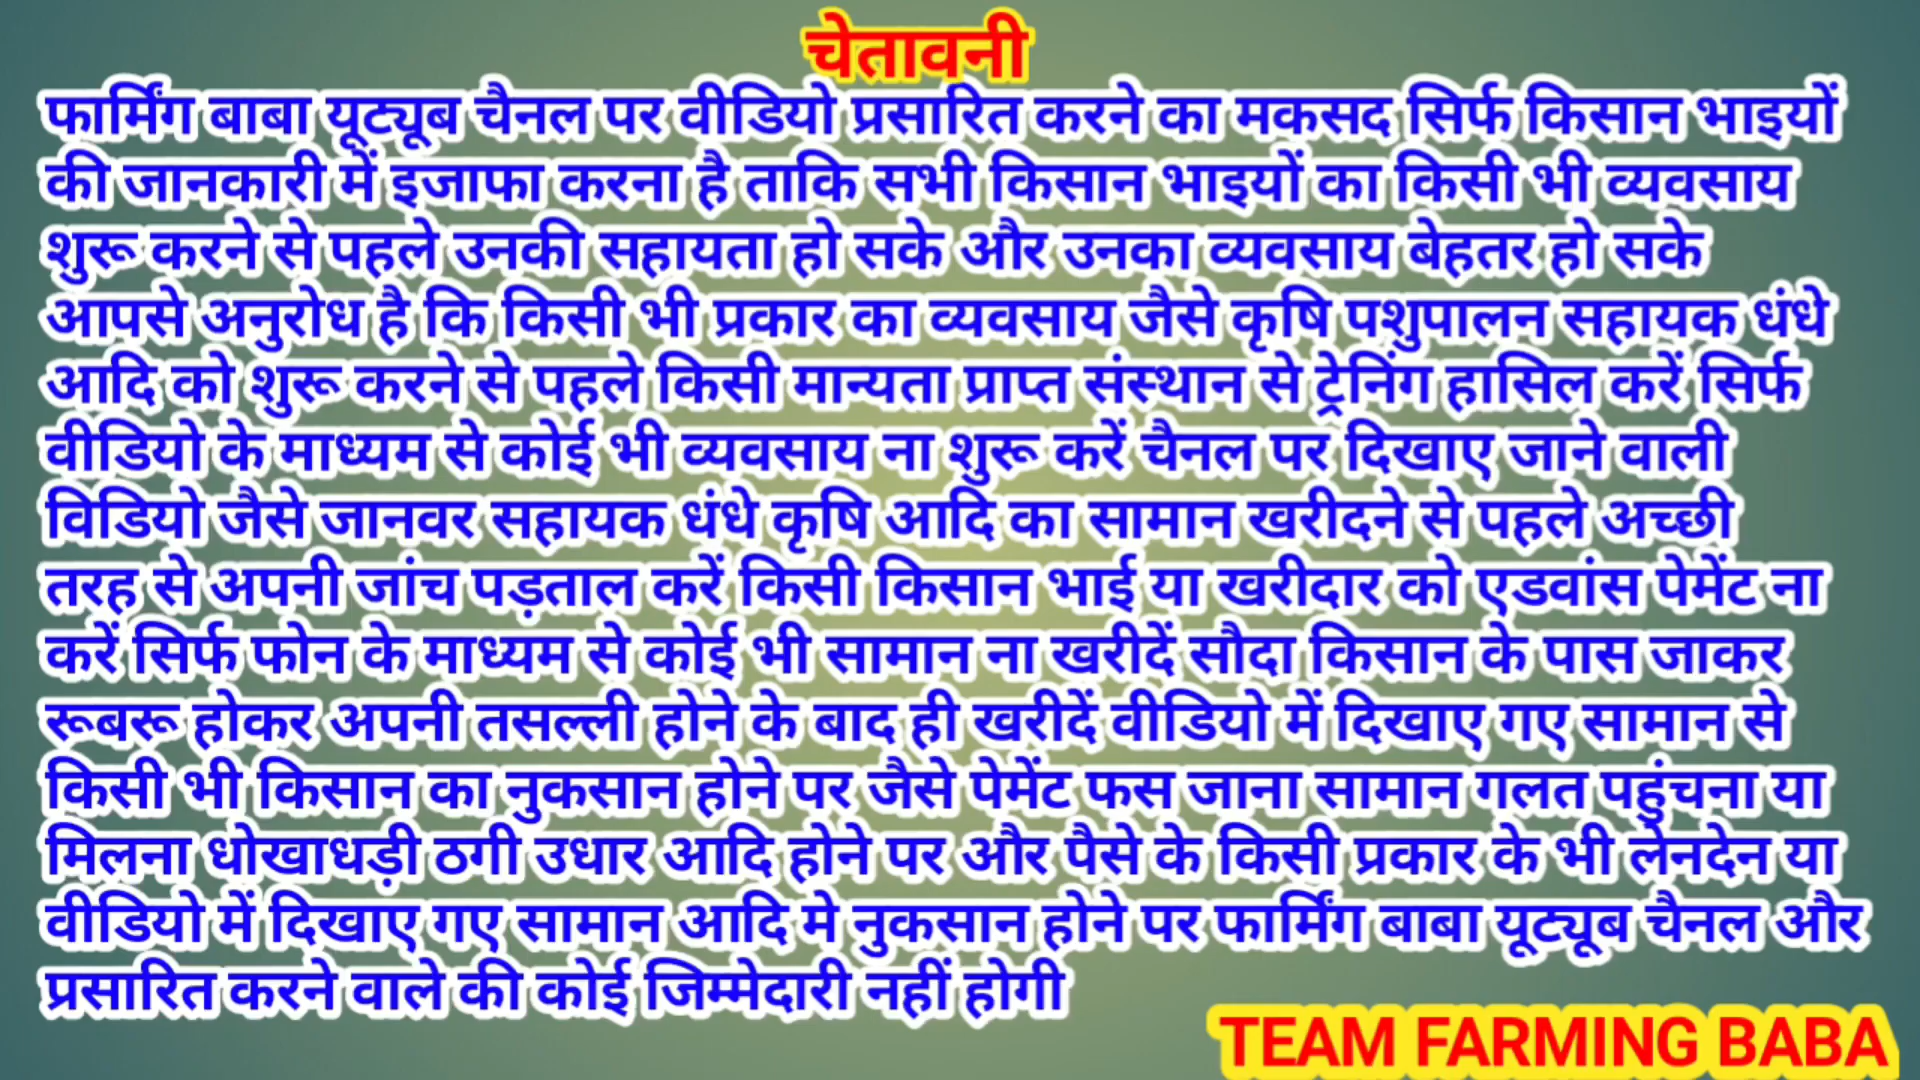 चेतावनी
फार्मिंग बाबा यूट्यूब चैनल पर वीडियो प्रसारित करने का मकसद सिर्फ किसान भाइयों
की जानकारी में इजाफा करना है ताकि सभी किसान भाइयों का किसी भी व्यवसाय
शुरू करने से पहले उनकी सहायता हो सके और उनका व्यवसाय बेहतर हो सके
आपसे अनुरोध है कि किसी भी प्रकार का व्यवसाय जैसे कृषि पशुपालन सहायक धंधे
आदि को शुरू करने से पहले किसी मान्यता प्राप्त संस्थान से ट्रेनिंग हासिल करें सिर्फ
वीडियो के माध्यम से कोई भी व्यवसाय ना शुरू करें चैनल पर दिखाए जाने वाली
विडियो जैसे जानवर सहायक धंधे कृषि आदि का सामान खरीदने से पहले अच्छी
तरह से अपनी जांच पड़ताल करें किसी किसान भाई या खरीदार को एडवांस पेमेंट ना
करें सिर्फ फोन के माध्यम से कोई भी सामान ना खरीदें सौदा किसान के पास जाकर
रूबरू होकर अपनी तसल्ली होने के बाद ही खरीदें वीडियो में दिखाए गए सामान से
किसी भी किसान का नुकसान होने पर जैसे पेमेंट फस जाना सामान गलत पहुंचना या
मिलना धोखाधड़ी ठगी उधार आदि होने पर और पैसे के किसी प्रकार के भी लेनदेन या
वीडियो में दिखाए गए सामान आदि मे नुकसान होने पर फार्मिंग बाबा यूट्यूब चैनल और
प्रसारित करने वाले की कोई जिम्मेदारी नहीं होगी
TEAM FARMING BABA